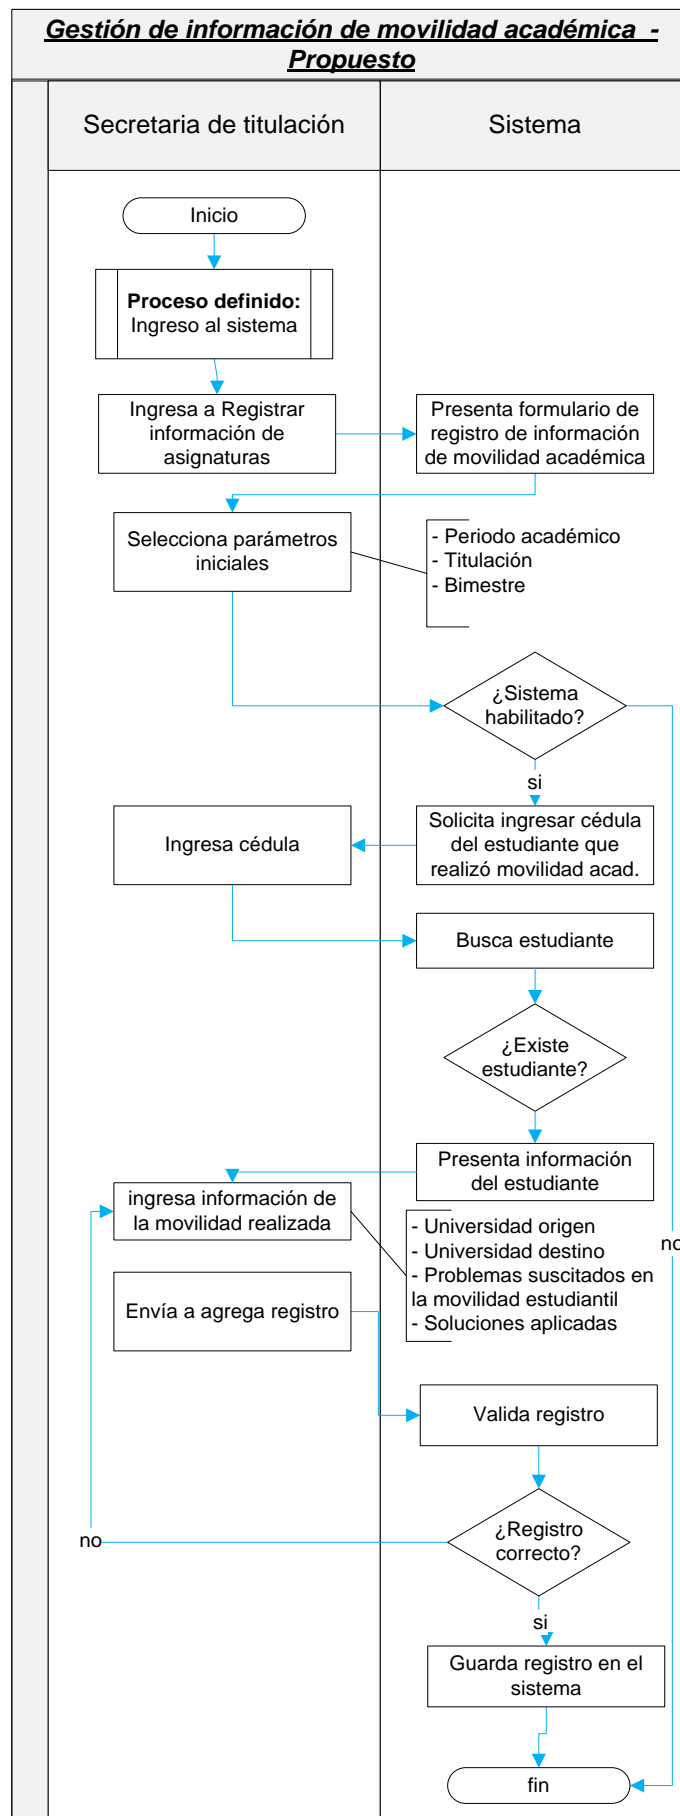 Gestión de información de movilidad académica -
Propuesto
Secretaria de titulación
Sistema
Inicio
Proceso definido:
Ingreso al sistema
Ingresa a Registrar
información de
asignaturas
Presenta formulario de
registro de información
de movilidad académica
Selecciona parámetros
iniciales
- Periodo académico
- Titulación
- Bimestre
¿Sistema
habilitado?
si
Ingresa cédula
Solicita ingresar cédula
del estudiante que
realizó movilidad acad.
Busca estudiante
¿Existe
estudiante?
Presenta información
del estudiante
ingresa información de
la movilidad realizada
- Universidad origen
- Universidad destino
- Problemas suscitados en
la movilidad estudiantil
- Soluciones aplicadas
no
Envía a agrega registro
Valida registro
¿Registro
correcto?
no
si
Guarda registro en el
sistema
fin